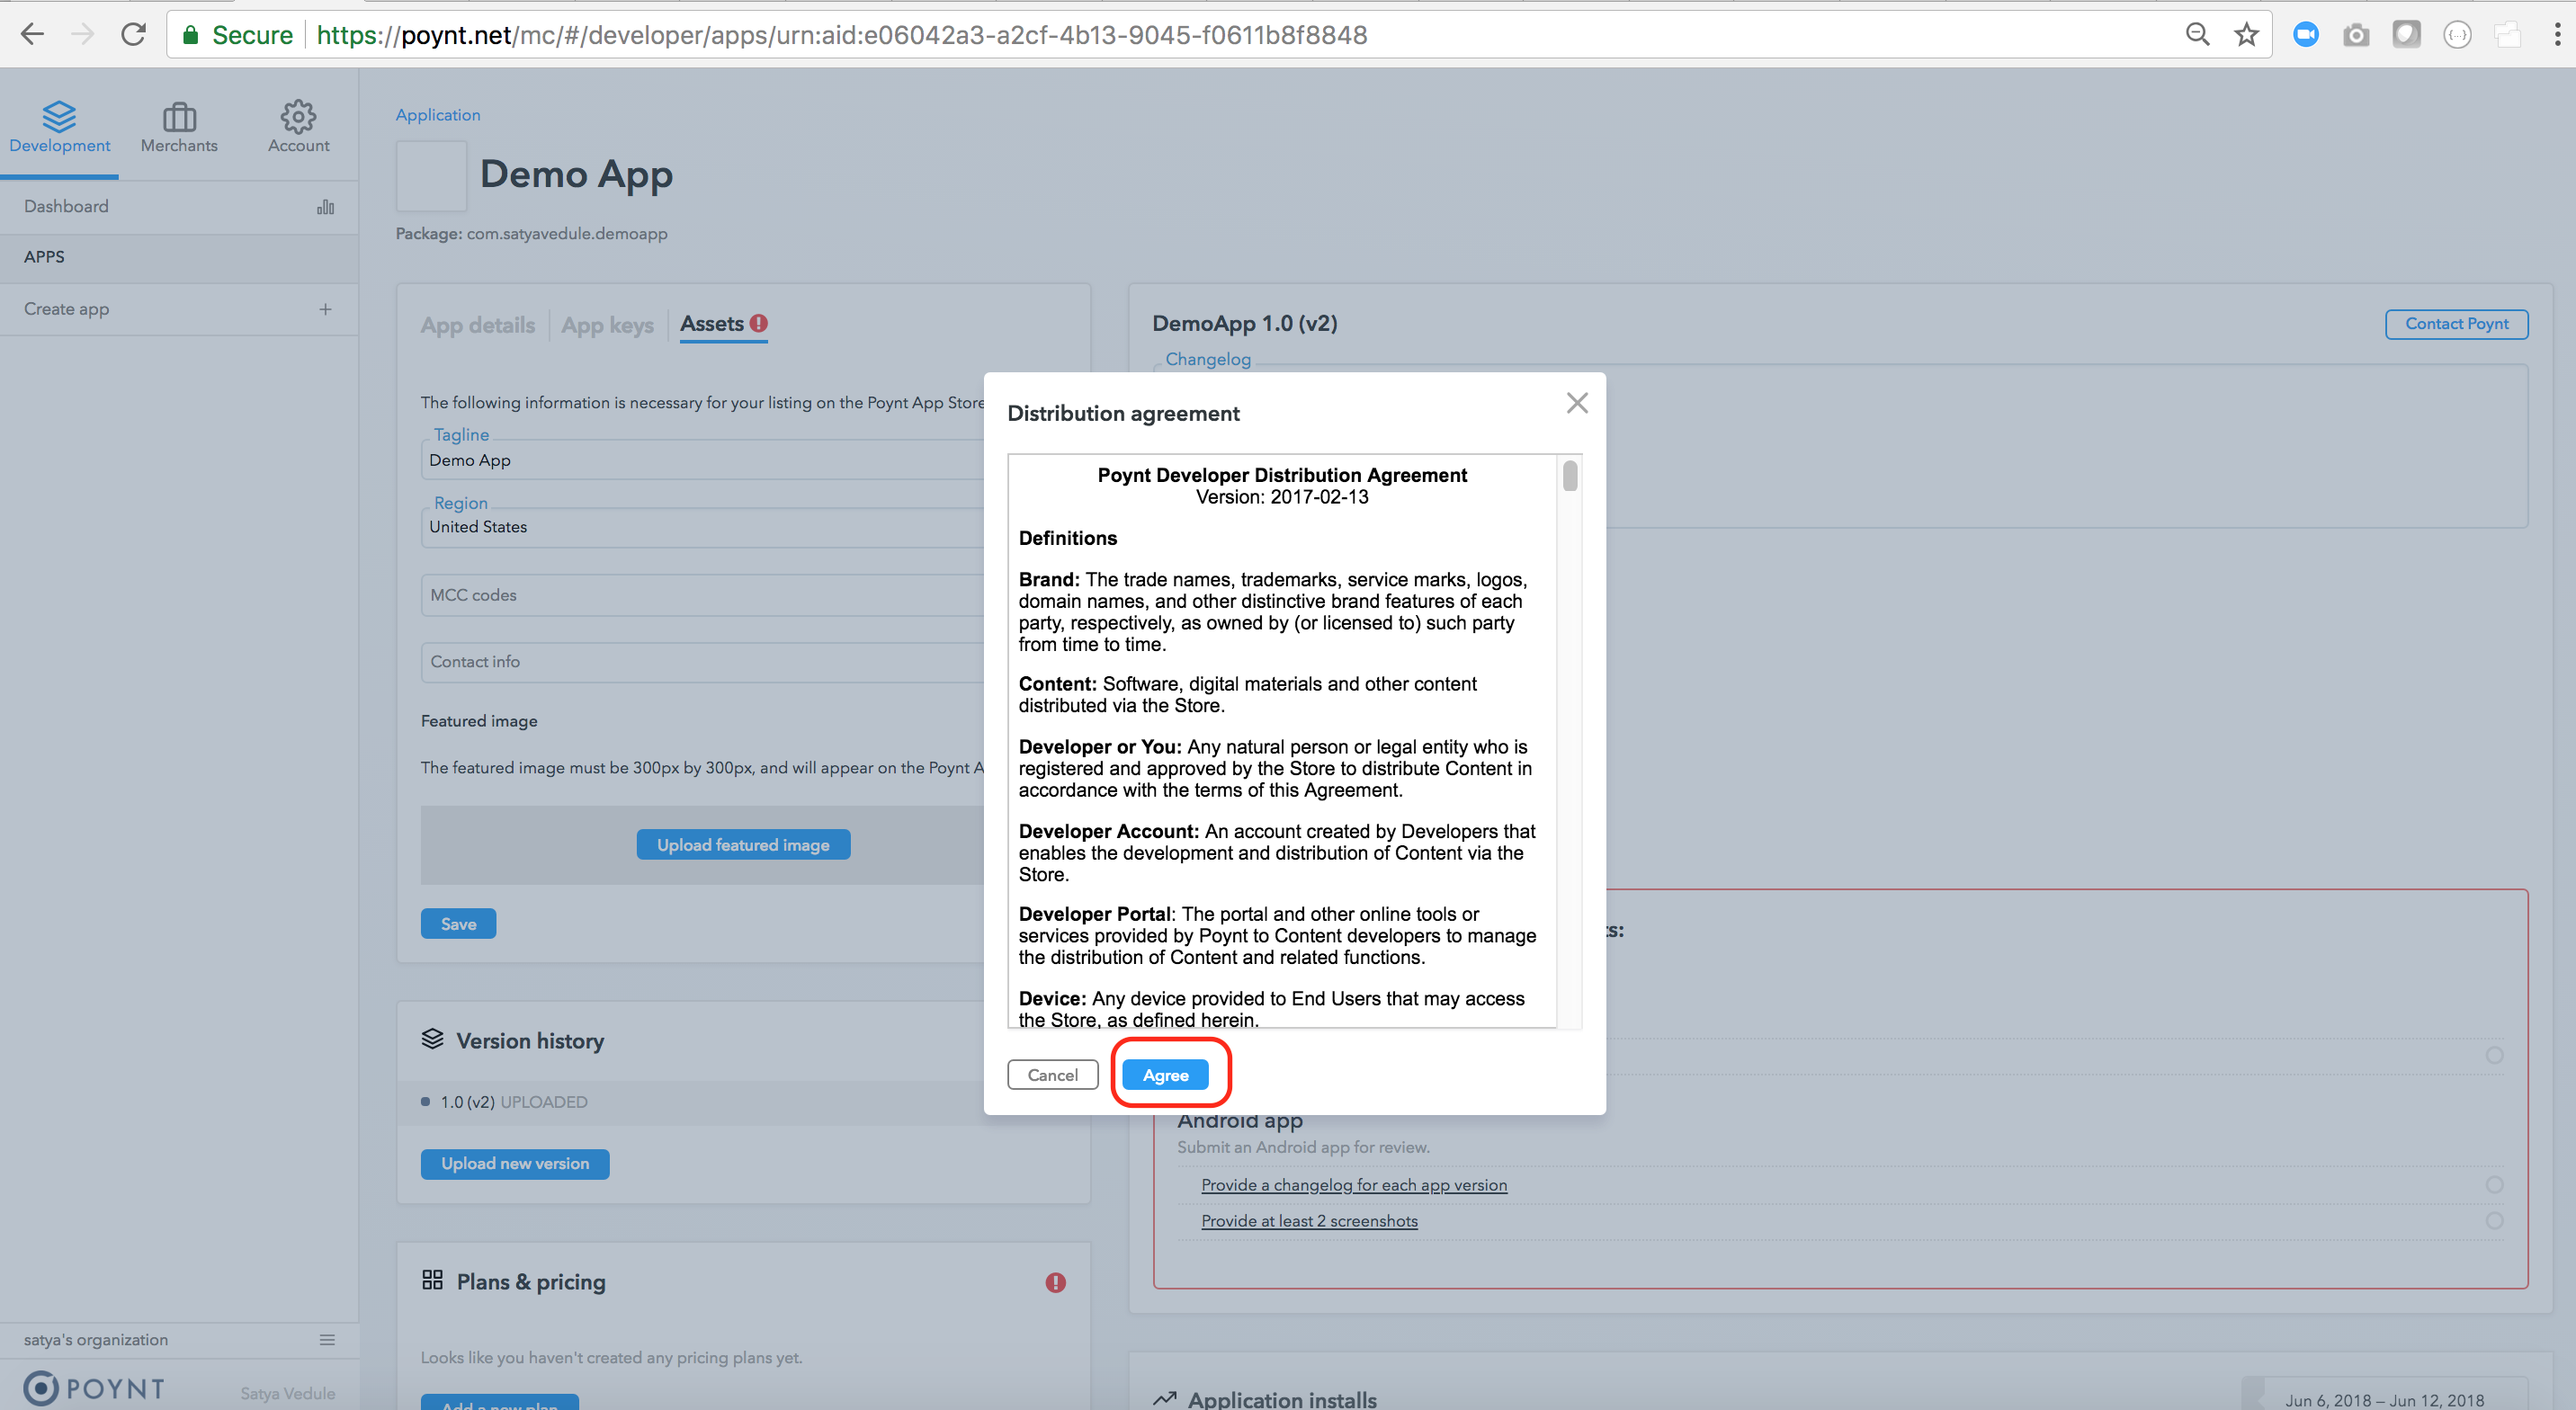 Secure https://poynt.net/mc/#/developer/apps/urn:aid:e06042a3-a2cf-4b13-9045-f0611b8f8848
Development
Merchants
Account
Dashboard
APPS
Create app
satya's organization
POYNT
Satya Vedule
Application
Demo App
Package: com.satyavedule.demoapp
App details
App keys
Assets
The following information is necessary for your listing on the Poynt App Store
Tagline
Demo App
Region
United States
MCC codes
Contact info
Featured image
The featured image must be 300px by 300px, and will appear on the Poynt A
Upload featured image
Save
Version history
1.0 (v2) UPLOADED
Upload new version
Plans & pricing
Looks like you haven't created any pricing plans yet.
Add a new plan
DemoApp 1.0 (v2)
Contact Poynt
Changelog
Distribution agreement
Poynt Developer Distribution Agreement
Version: 2017-02-13
Definitions
Brand: The trade names, trademarks, service marks, logos,
domain names, and other distinctive brand features of each
party, respectively, as owned by (or licensed to) such party
from time to time.
Content: Software, digital materials and other content
distributed via the Store.
Developer or You: Any natural person or legal entity who is
registered and approved by the Store to distribute Content in
accordance with the terms of this Agreement.
Developer Account: An account created by Developers that
enables the development and distribution of Content via the
Store.
Developer Portal: The portal and other online tools or
services provided by Poynt to Content developers to manage
the distribution of Content and related functions.
Device: Any device provided to End Users that may access
the Store, as defined herein.
Cancel
Agree
ts:
Android app
Submit an Android app for review.
Provide a changelog for each app version
Provide at least 2 screenshots
Application installs
Jun 6, 2018 – Jun 12, 2018